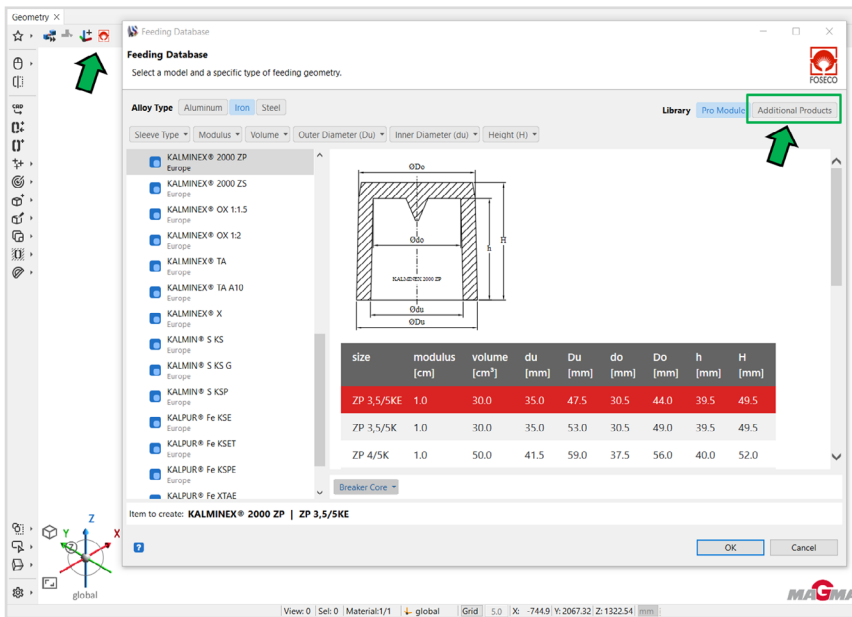 Geometry ×
Feeding Database
Feeding Database
Select a model and a specific type of feeding geometry.
FOSECO
Alloy Type Aluminum Iron Steel
Library Pro Module Additional Products
Sleeve Type Modulus Volume Outer Diameter (Du) Inner Diameter (du) Height (H)
KALMINEX® 2000 ZP
Europe
KALMINEX® 2000 ZS
Europe
KALMINEX® OX 1:1.5
Europe
KALMINEX® OX 1:2
Europe
KALMINEX® TA
Europe
KALMINEX® TA A10
Europe
KALMINEX® X
Europe
KALMIN® S KS
Europe
KALMIN® S KS G
Europe
KALMIN® S KSP
Europe
KALPUR® Fe KSE
Europe
KALPUR® Fe KSET
Europe
KALPUR® Fe KSPE
Europe
KALPUR® Fe XTAE
ØDo
Ødo
h
H
KALMINEX 2000 ZP
Ødu
ØDu
size modulus volume du Du do Do h H
[cm] [cm³] [mm] [mm] [mm] [mm] [mm] [mm]
ZP 3,5/5KE 1.0 30.0 35.0 47.5 30.5 44.0 39.5 49.5
ZP 3,5/5K 1.0 30.0 35.0 53.0 30.5 49.0 39.5 49.5
ZP 4/5K 1.0 50.0 41.5 59.0 37.5 56.0 40.0 52.0
Breaker Core
Item to create: KALMINEX® 2000 ZP | ZP 3,5/5KE
?
OK Cancel
CAD
Z
Y
X
Z
global
MAGMA
View: 0 Sel: 0 Material:1/1 global Grid 5.0 X: -744.9 Y: 2067.32 Z: 1322.54 mm